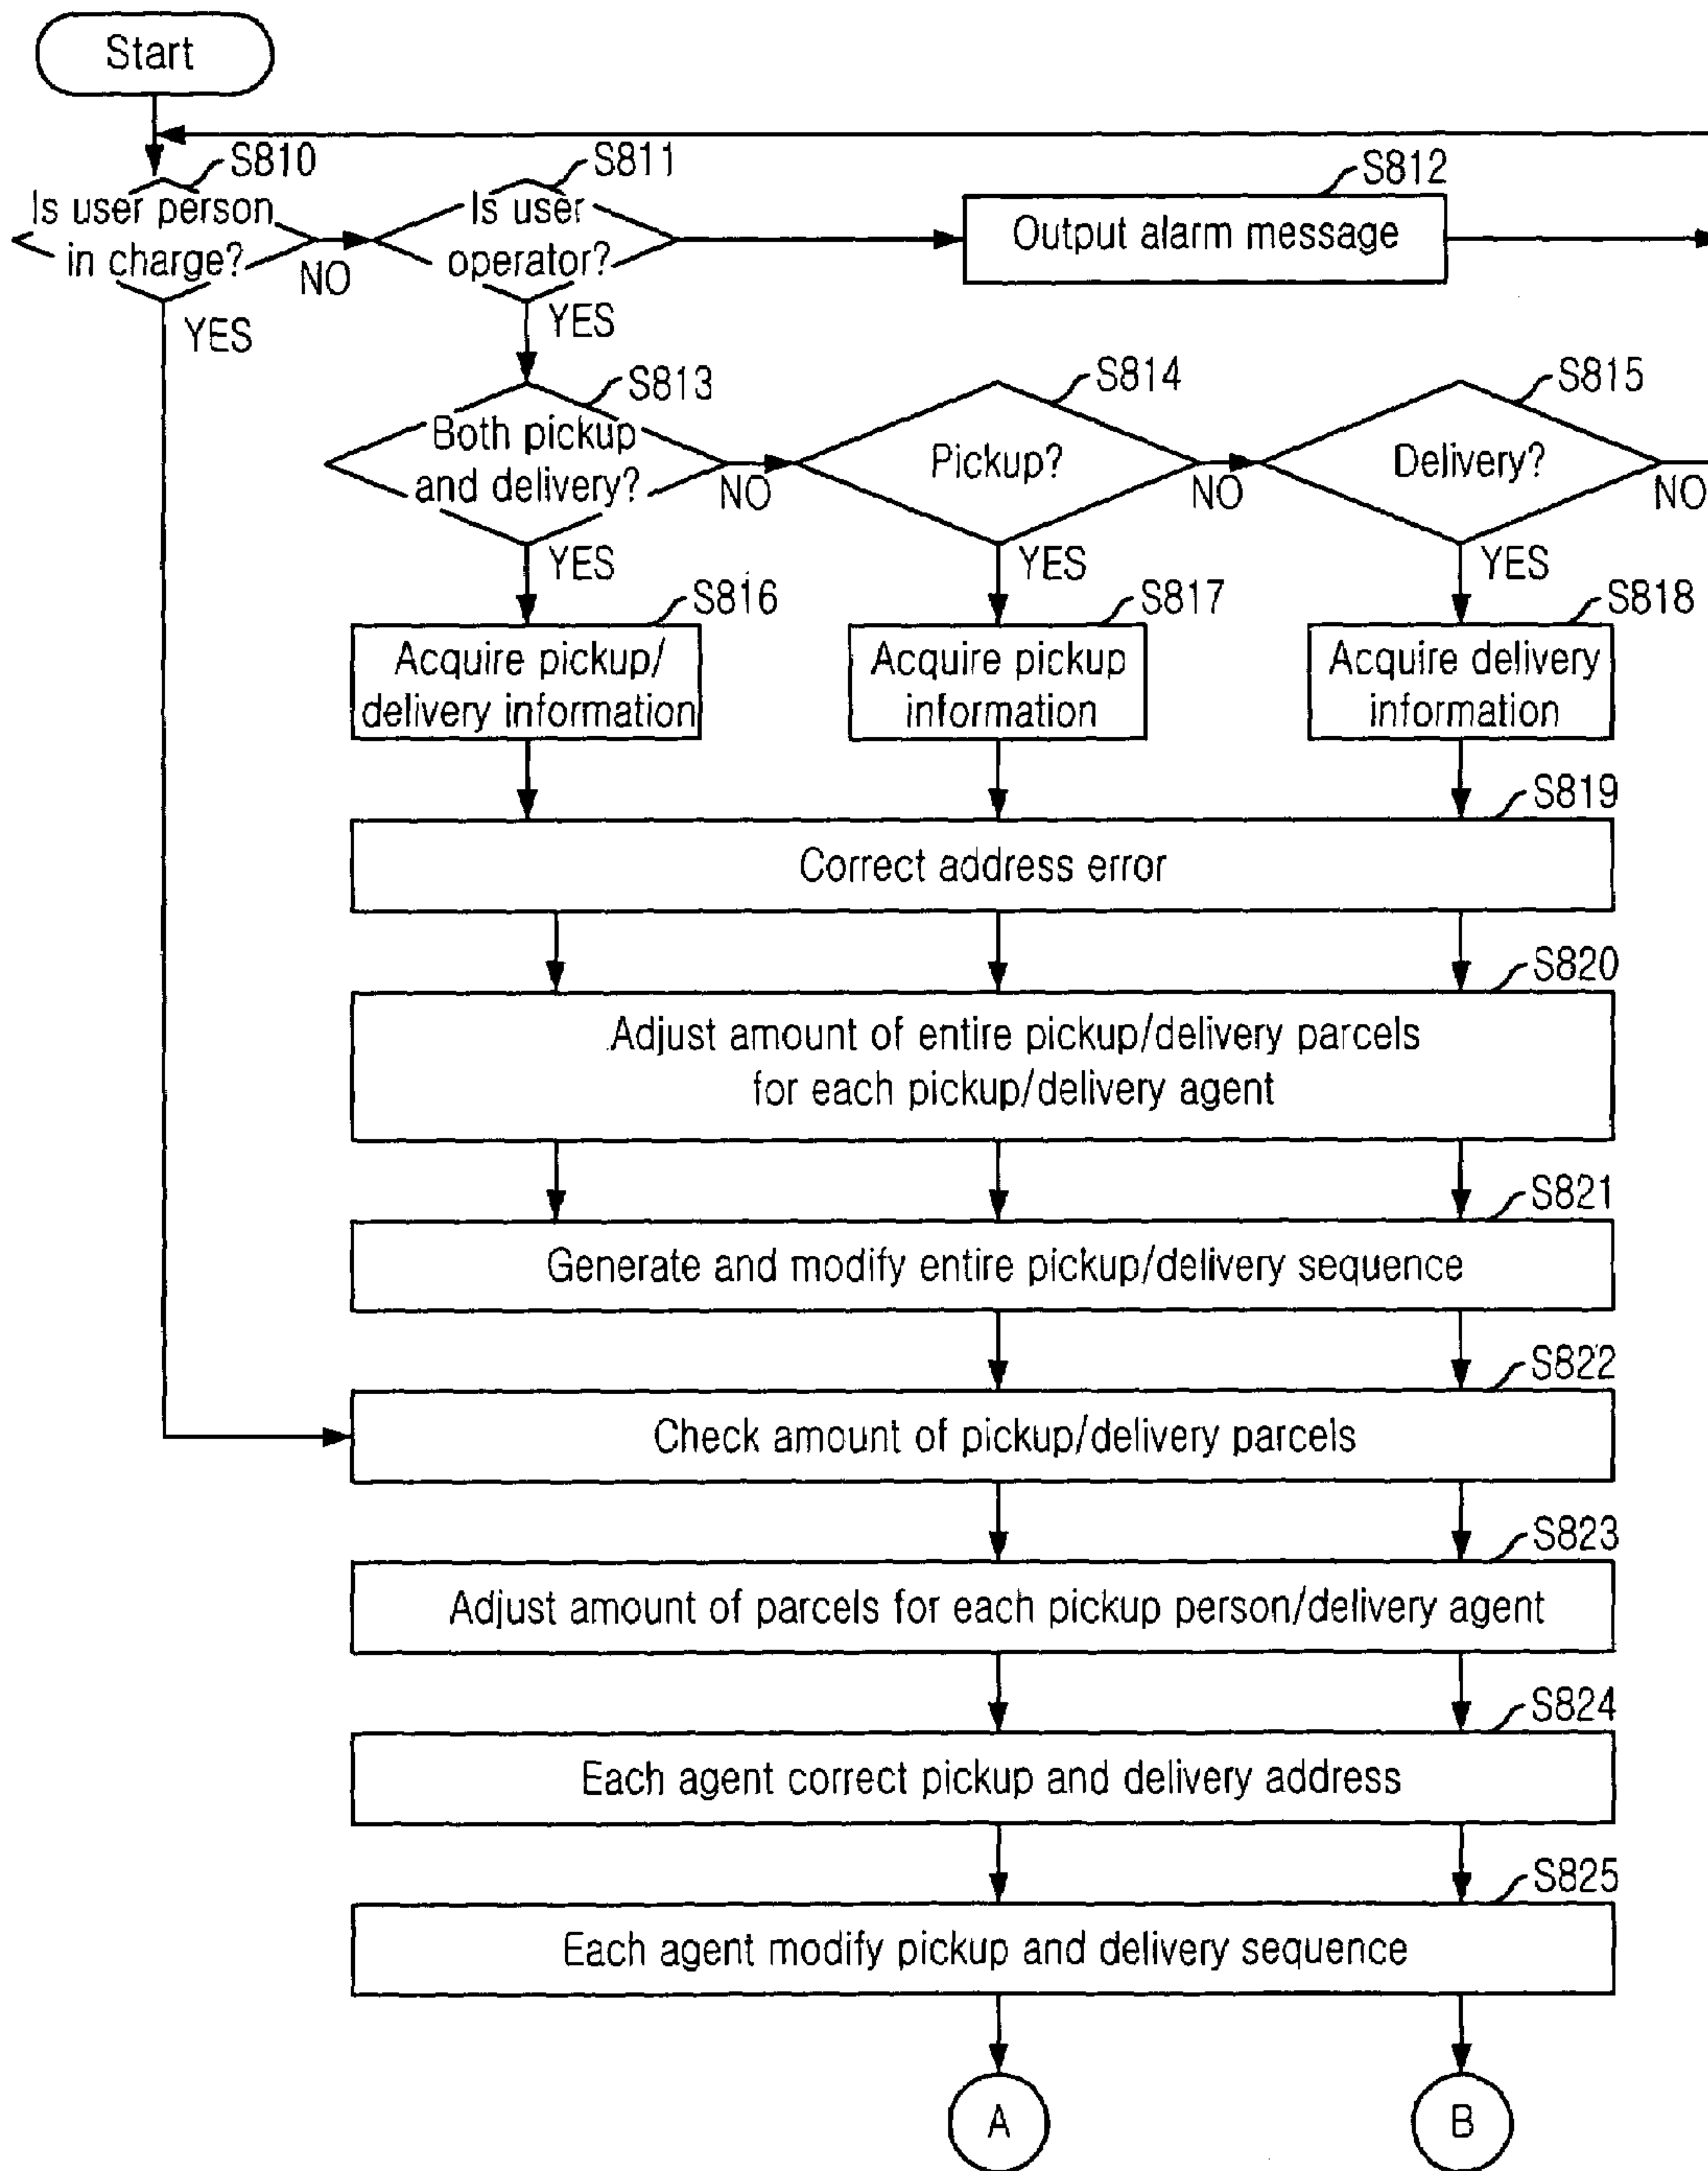 Start
S810
Is user person
in charge?
NO
YES
S811
Is user
operator?
YES
S812
Output alarm message
S813
Both pickup
and delivery?
NO
YES
S814
Pickup?
NO
YES
S815
Delivery?
NO
YES
S816
Acquire pickup/
delivery information
S817
Acquire pickup
information
S818
Acquire delivery
information
S819
Correct address error
S820
Adjust amount of entire pickup/delivery parcels
for each pickup/delivery agent
S821
Generate and modify entire pickup/delivery sequence
S822
Check amount of pickup/delivery parcels
S823
Adjust amount of parcels for each pickup person/delivery agent
S824
Each agent correct pickup and delivery address
S825
Each agent modify pickup and delivery sequence
A
B